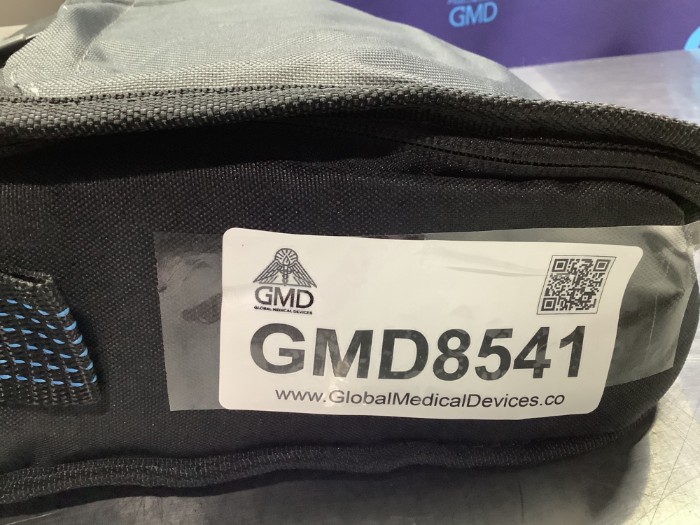 GMD
GMD
GLOBAL MEDICAL DEVICES
GMD8541
www.GlobalMedicalDevices.co